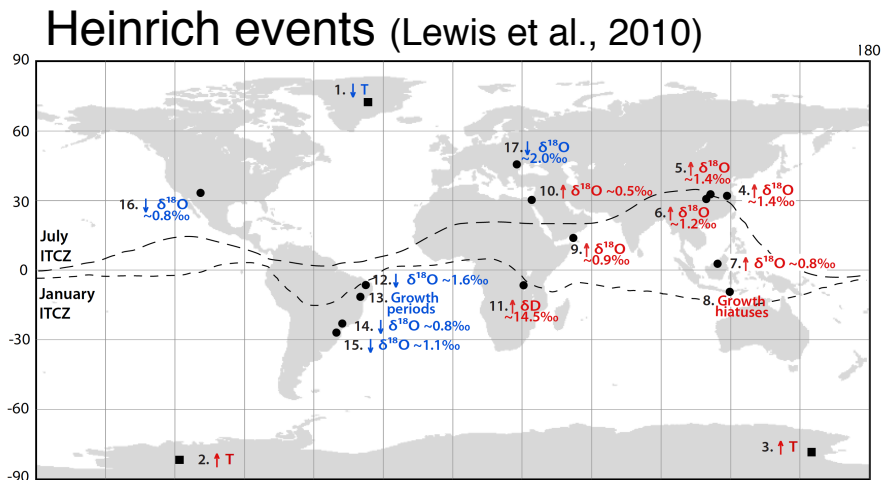 Heinrich events (Lewis et al., 2010)
180
90
60
30
0
-30
-60
-90
July
ITCZ
January
ITCZ
1. ↓ T
17. ↓ δ¹⁸O
~2.0‰
5. ↑ δ¹⁸O
~1.4‰
10. ↑ δ¹⁸O ~0.5‰
4. ↑ δ¹⁸O
~1.4‰
16. ↓ δ¹⁸O
~0.8‰
6. ↑ δ¹⁸O
~1.2‰
9. ↑ δ¹⁸O
~0.9‰
7. ↑ δ¹⁸O ~0.8‰
12. ↓ δ¹⁸O ~1.6‰
13. Growth
periods
11. ↑ δD
~14.5‰
8. Growth
hiatuses
14. ↓ δ¹⁸O ~0.8‰
15. ↓ δ¹⁸O ~1.1‰
2. ↑ T
3. ↑ T